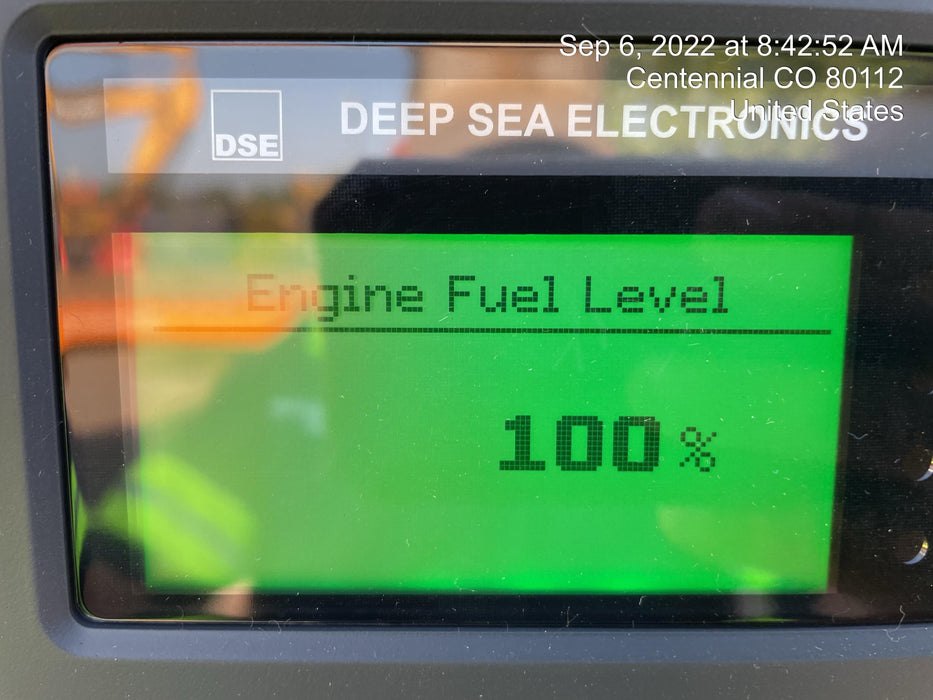 Sep 6, 2022 at 8:42:52 AM
Centennial CO 80112
United States
DSE
DEEP SEA ELECTRONICS
Engine Fuel Level
100 %